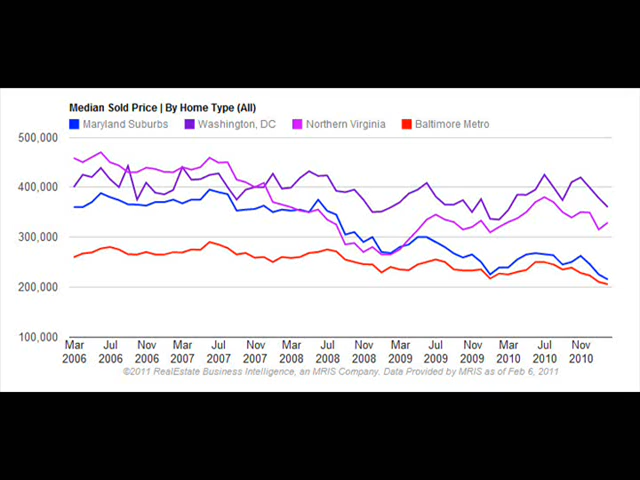 Median Sold Price | By Home Type (All)
Maryland Suburbs Washington, DC Northern Virginia Baltimore Metro
500,000
400,000
300,000
200,000
100,000
Mar Jul Nov Mar Jul Nov Mar Jul Nov Mar Jul Nov Mar Jul Nov
2006 2006 2006 2007 2007 2007 2008 2008 2008 2009 2009 2009 2010 2010 2010
©2011 RealEstate Business Intelligence, an MRIS Company. Data Provided by MRIS as of Feb 6, 2011